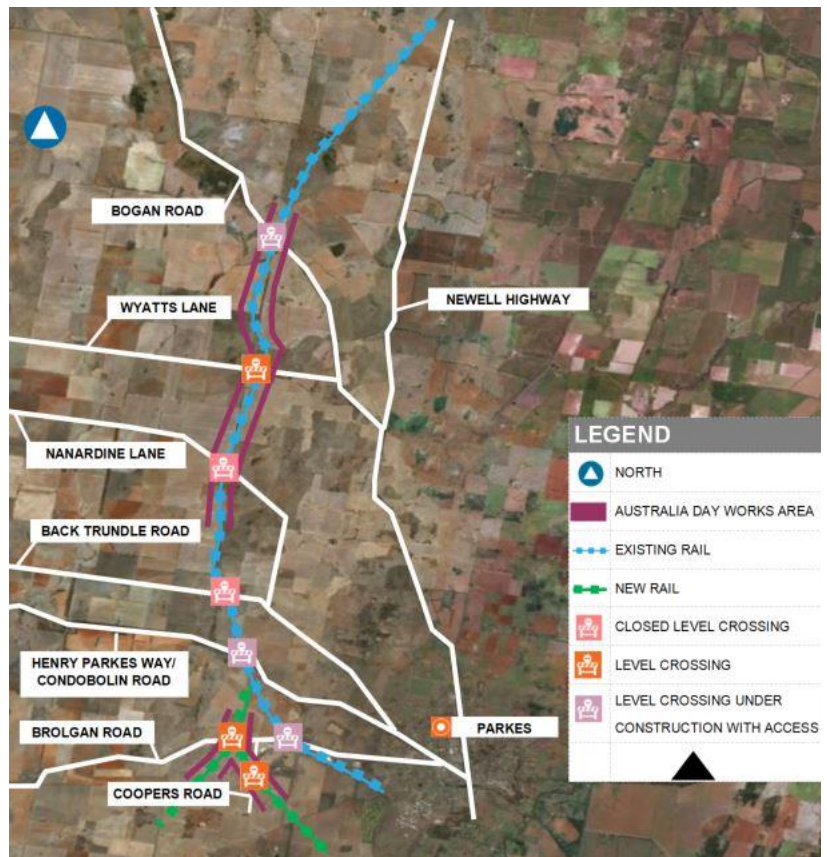 BOGAN ROAD
WYATTS LANE
NEWELL HIGHWAY
NANARDINE LANE
BACK TRUNDLE ROAD
HENRY PARKES WAY/
CONDOBOLIN ROAD
BROLGAN ROAD
PARKES
COOPERS ROAD
LEGEND
NORTH
AUSTRALIA DAY WORKS AREA
EXISTING RAIL
NEW RAIL
CLOSED LEVEL CROSSING
LEVEL CROSSING
LEVEL CROSSING UNDER
CONSTRUCTION WITH ACCESS